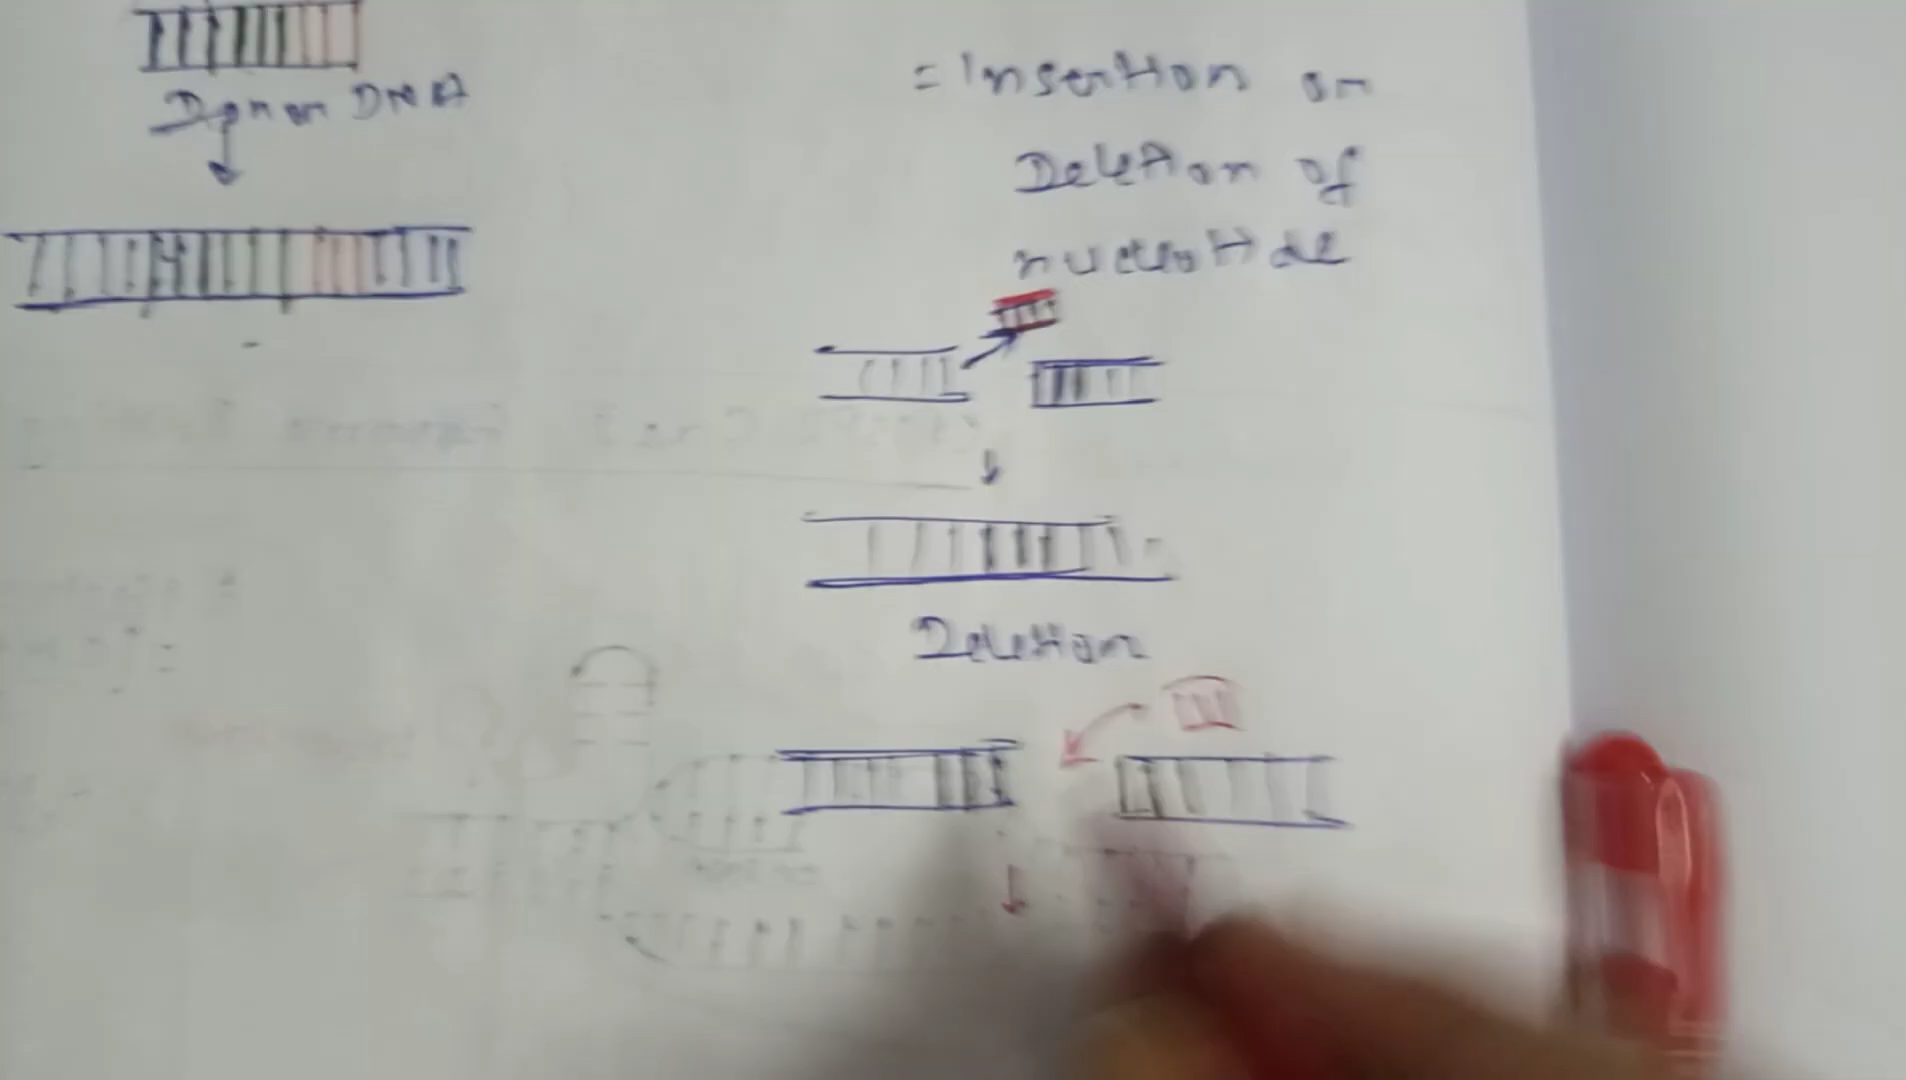 Donor DNA
= Insertion or
Deletion of
nucleotide
Deletion